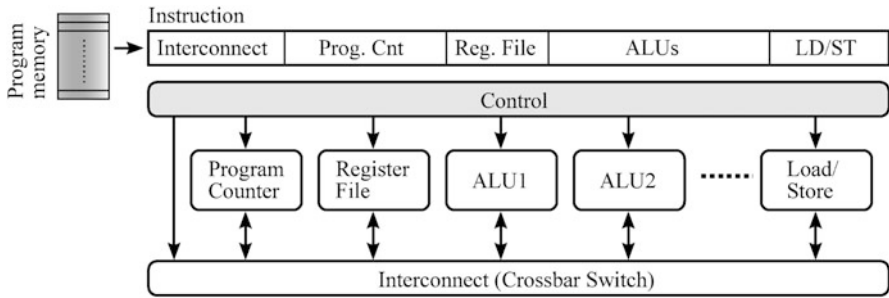 Program
memory
Instruction
Interconnect Prog. Cnt Reg. File ALUs LD/ST
Control
Program
Counter
Register
File
ALU1
ALU2
Load/
Store
Interconnect (Crossbar Switch)